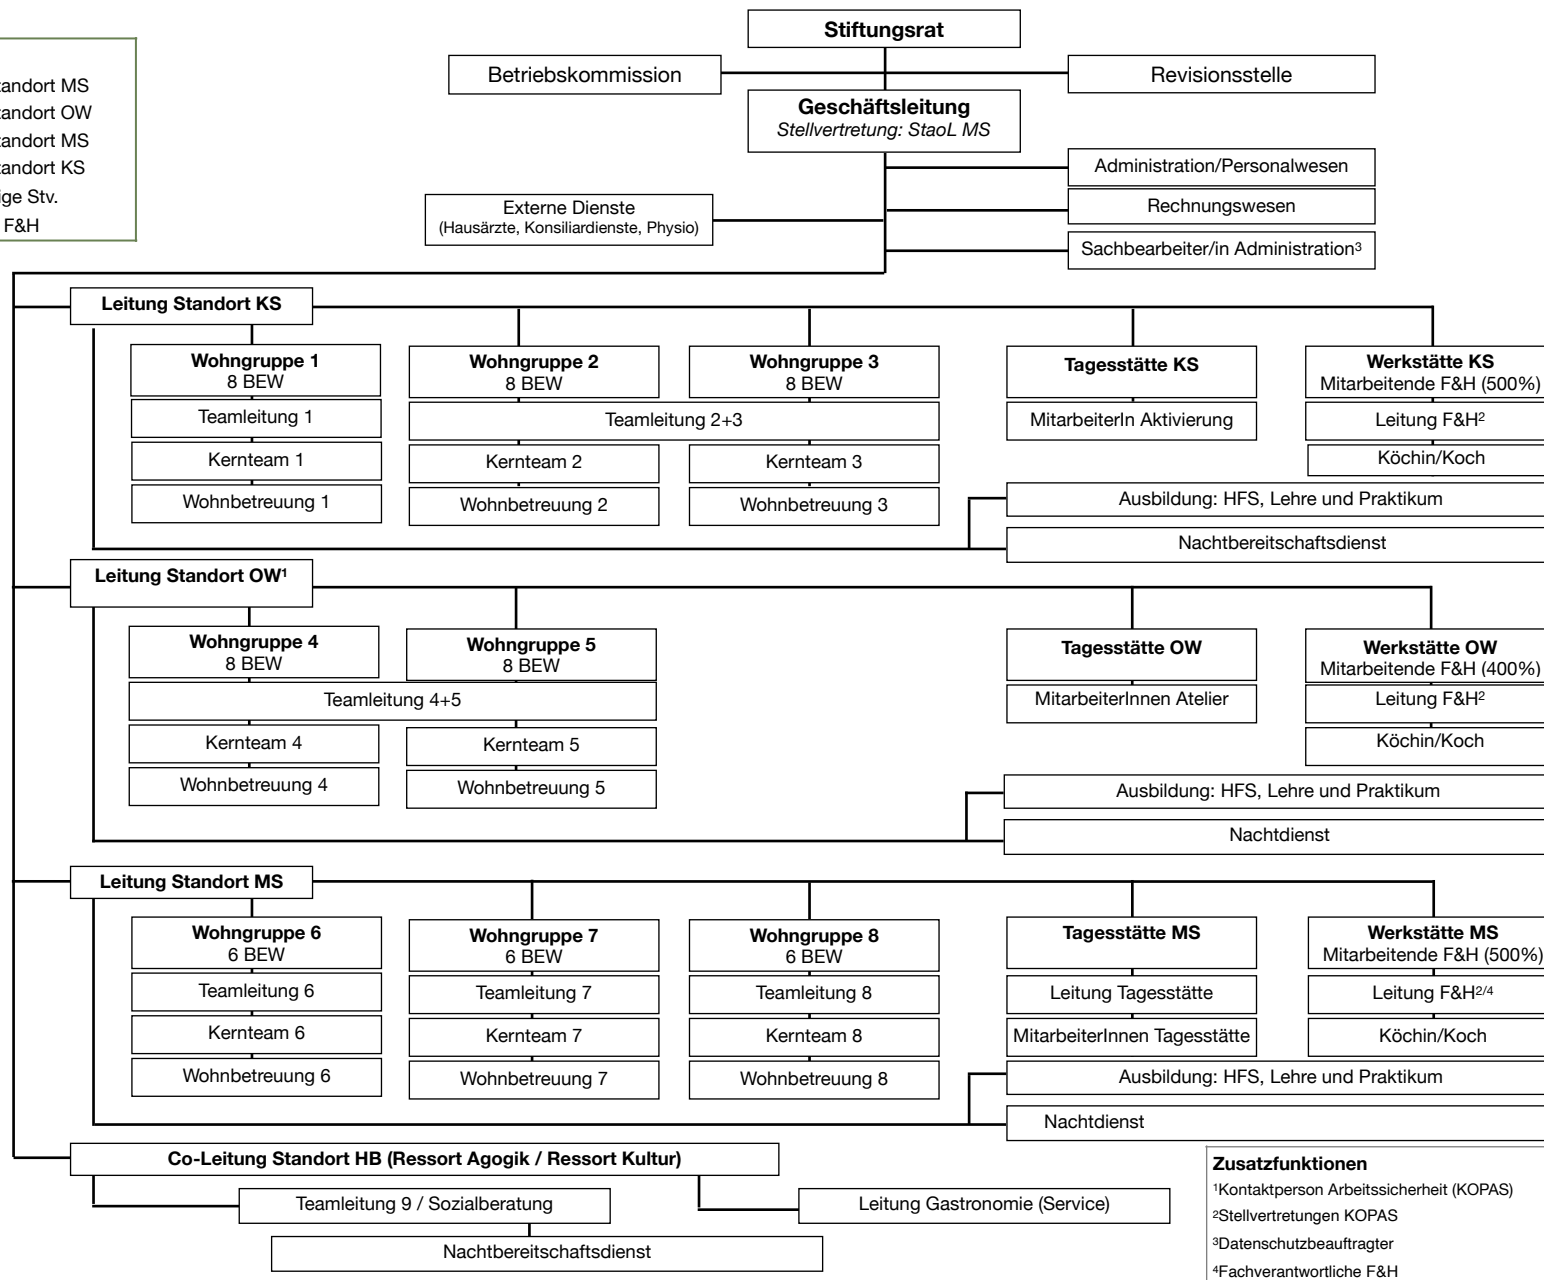 Stiftungsrat
Betriebskommission
Revisionsstelle
Geschäftsleitung
Stellvertretung: StaoL MS
MS
OW
MS
KS
Stv.
F&H
Administration/Personalwesen
Externe Dienste
(Hausärzte, Konsiliardienste, Physio)
Rechnungswesen
Sachbearbeiter/in Administration³
Leitung Standort KS
Wohngruppe 1
8 BEW
Wohngruppe 2
8 BEW
Wohngruppe 3
8 BEW
Tagesstätte KS
Werkstätte KS
Mitarbeitende F&H (500%)
Teamleitung 1
Teamleitung 2+3
MitarbeiterIn Aktivierung
Leitung F&H²
Kernteam 1
Kernteam 2
Kernteam 3
Köchin/Koch
Wohnbetreuung 1
Wohnbetreuung 2
Wohnbetreuung 3
Ausbildung: HFS, Lehre und Praktikum
Nachtbereitschaftsdienst
Leitung Standort OW¹
Wohngruppe 4
8 BEW
Wohngruppe 5
8 BEW
Tagesstätte OW
Werkstätte OW
Mitarbeitende F&H (400%)
Teamleitung 4+5
MitarbeiterInnen Atelier
Leitung F&H²
Kernteam 4
Kernteam 5
Köchin/Koch
Wohnbetreuung 4
Wohnbetreuung 5
Ausbildung: HFS, Lehre und Praktikum
Nachtdienst
Leitung Standort MS
Wohngruppe 6
6 BEW
Wohngruppe 7
6 BEW
Wohngruppe 8
6 BEW
Tagesstätte MS
Werkstätte MS
Mitarbeitende F&H (500%)
Teamleitung 6
Teamleitung 7
Teamleitung 8
Leitung Tagesstätte
Leitung F&H²/⁴
Kernteam 6
Kernteam 7
Kernteam 8
MitarbeiterInnen Tagesstätte
Köchin/Koch
Wohnbetreuung 6
Wohnbetreuung 7
Wohnbetreuung 8
Ausbildung: HFS, Lehre und Praktikum
Nachtdienst
Co-Leitung Standort HB (Ressort Agogik / Ressort Kultur)
Teamleitung 9 / Sozialberatung
Leitung Gastronomie (Service)
Nachtbereitschaftsdienst
Zusatzfunktionen
¹Kontaktperson Arbeitssicherheit (KOPAS)
²Stellvertretungen KOPAS
³Datenschutzbeauftragter
⁴Fachverantwortliche F&H